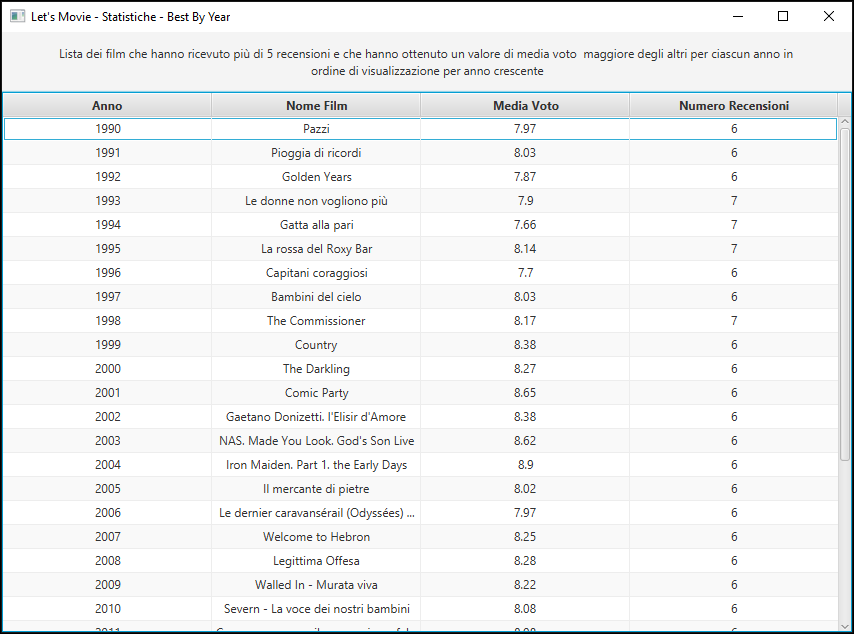 Let's Movie - Statistiche - Best By Year
Lista dei film che hanno ricevuto più di 5 recensioni e che hanno ottenuto un valore di media voto  maggiore degli altri per ciascun anno in
ordine di visualizzazione per anno crescente
Anno Nome Film Media Voto Numero Recensioni
1990 Pazzi 7.97 6
1991 Pioggia di ricordi 8.03 6
1992 Golden Years 7.87 6
1993 Le donne non vogliono più 7.9 7
1994 Gatta alla pari 7.66 7
1995 La rossa del Roxy Bar 8.14 7
1996 Capitani coraggiosi 7.7 6
1997 Bambini del cielo 8.03 6
1998 The Commissioner 8.17 7
1999 Country 8.38 6
2000 The Darkling 8.27 6
2001 Comic Party 8.65 6
2002 Gaetano Donizetti. l'Elisir d'Amore 8.38 6
2003 NAS. Made You Look. God's Son Live 8.62 6
2004 Iron Maiden. Part 1. the Early Days 8.9 6
2005 Il mercante di pietre 8.02 6
2006 Le dernier caravansérail (Odyssées) ... 7.97 6
2007 Welcome to Hebron 8.25 6
2008 Legittima Offesa 8.28 6
2009 Walled In - Murata viva 8.22 6
2010 Severn - La voce dei nostri bambini 8.08 6
2011